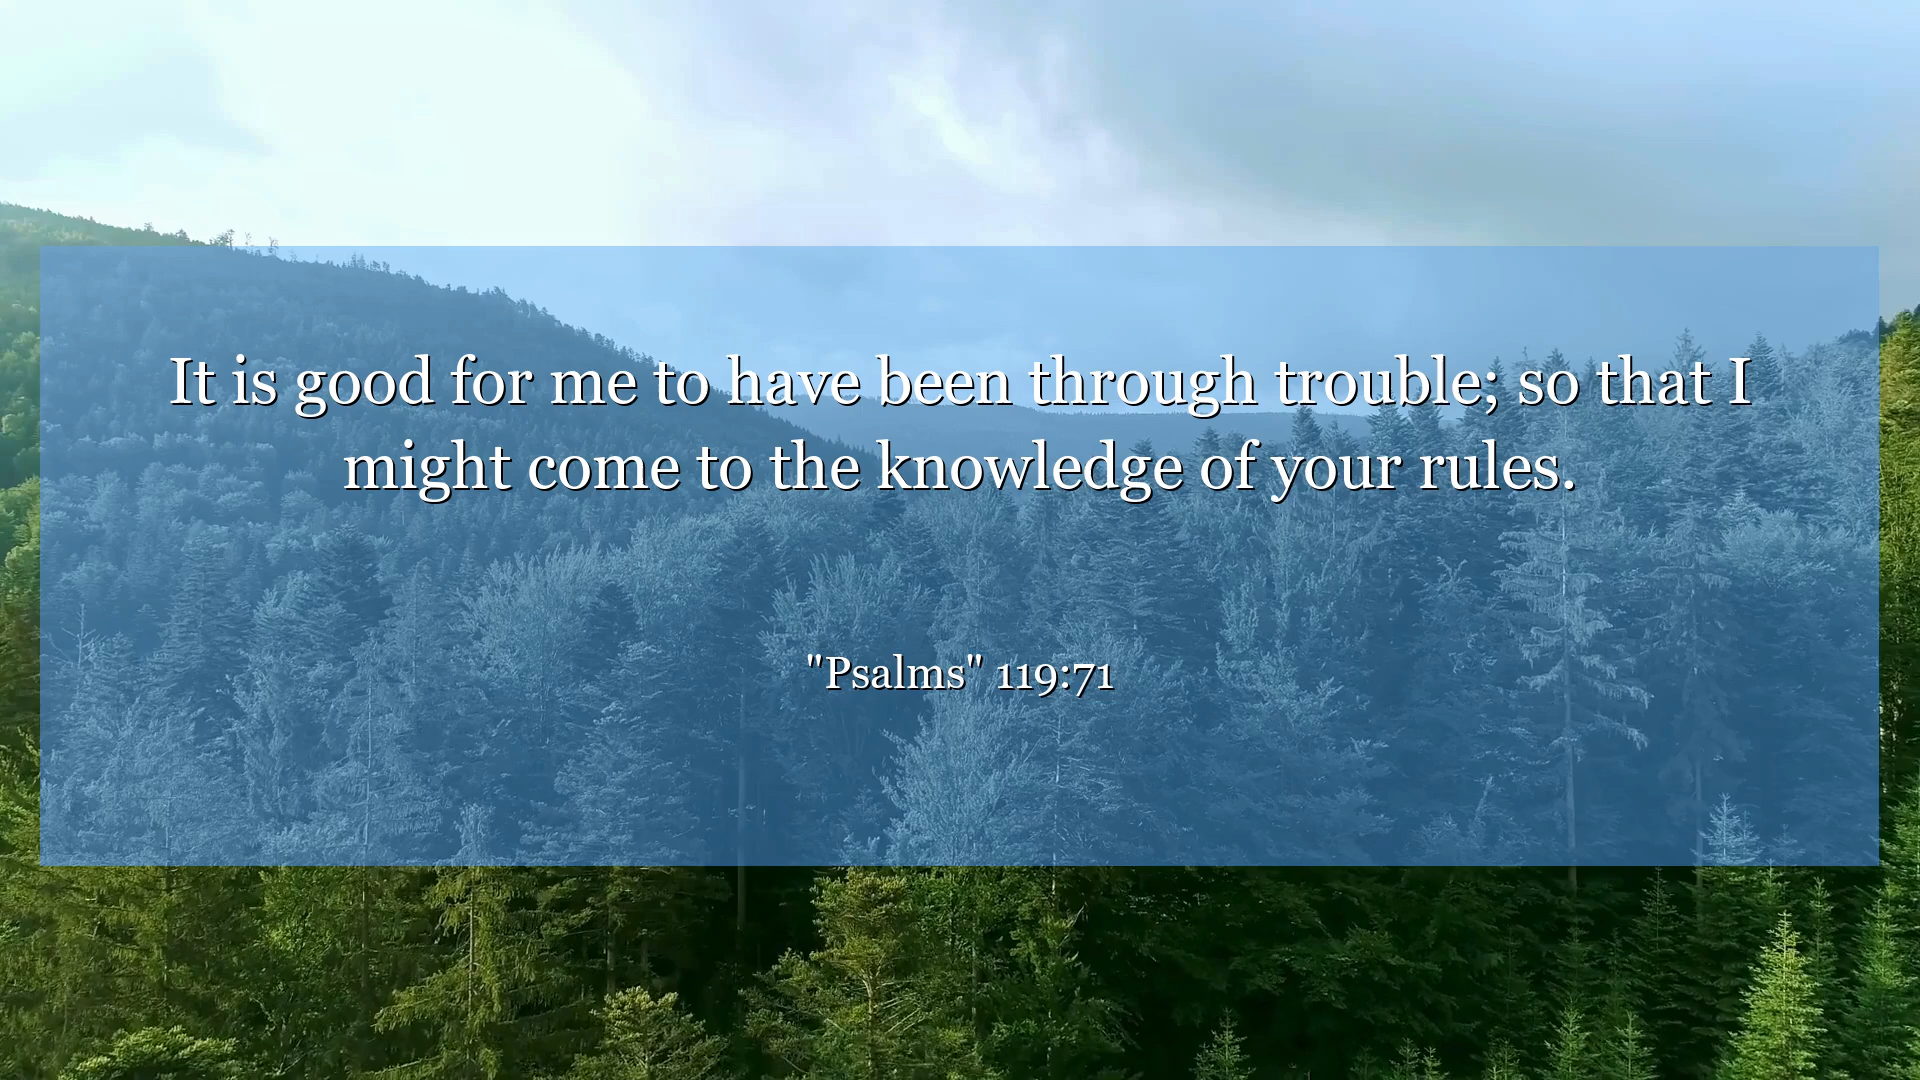 It is good for me to have been through trouble; so that I
might come to the knowledge of your rules.
"Psalms" 119:71